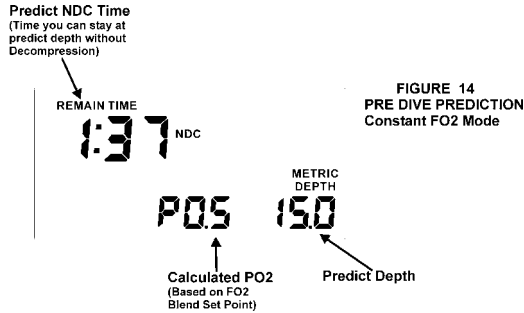 Predict NDC Time
(Time you can stay at
predict depth without
Decompression)
REMAIN TIME
1:37 NDC
FIGURE 14
PRE DIVE PREDICTION
Constant FO2 Mode
METRIC
DEPTH
P0.5 15.0
Calculated PO2
(Based on FO2
Blend Set Point)
Predict Depth